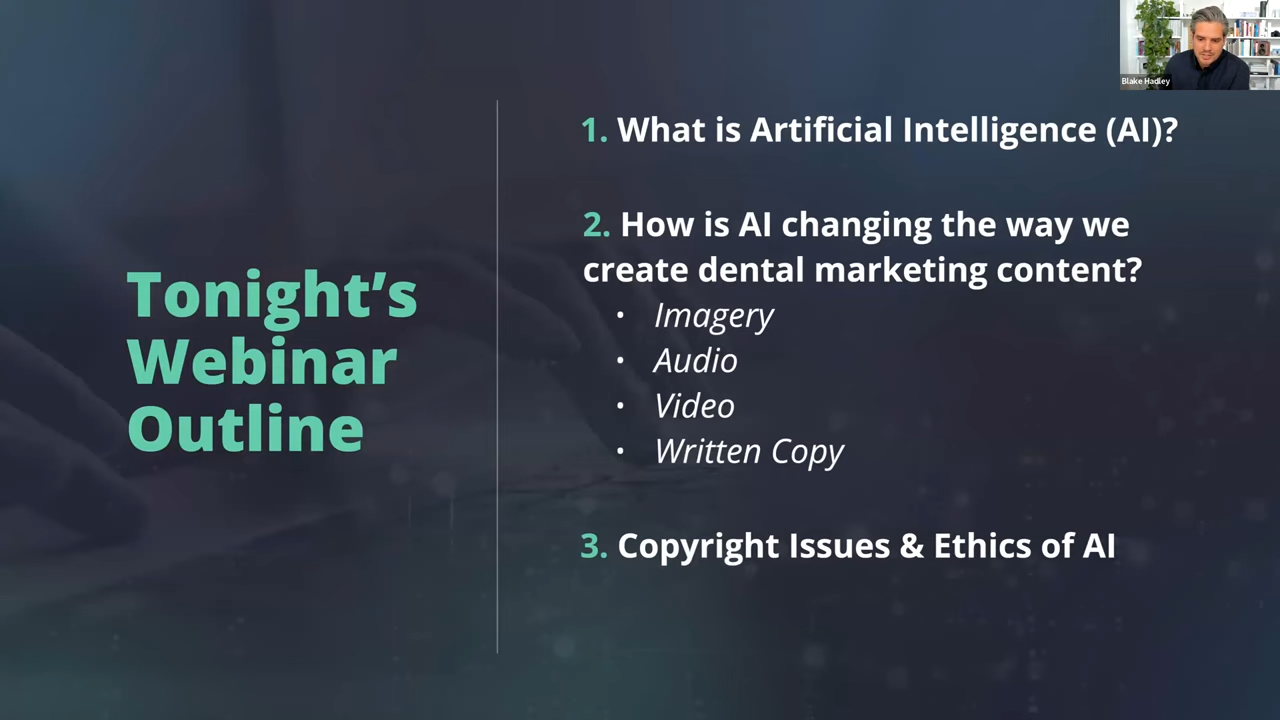 Blake Hadley
Tonight’s
Webinar
Outline
1. What is Artificial Intelligence (AI)?
2. How is AI changing the way we
create dental marketing content?
• Imagery
• Audio
• Video
• Written Copy
3. Copyright Issues & Ethics of AI